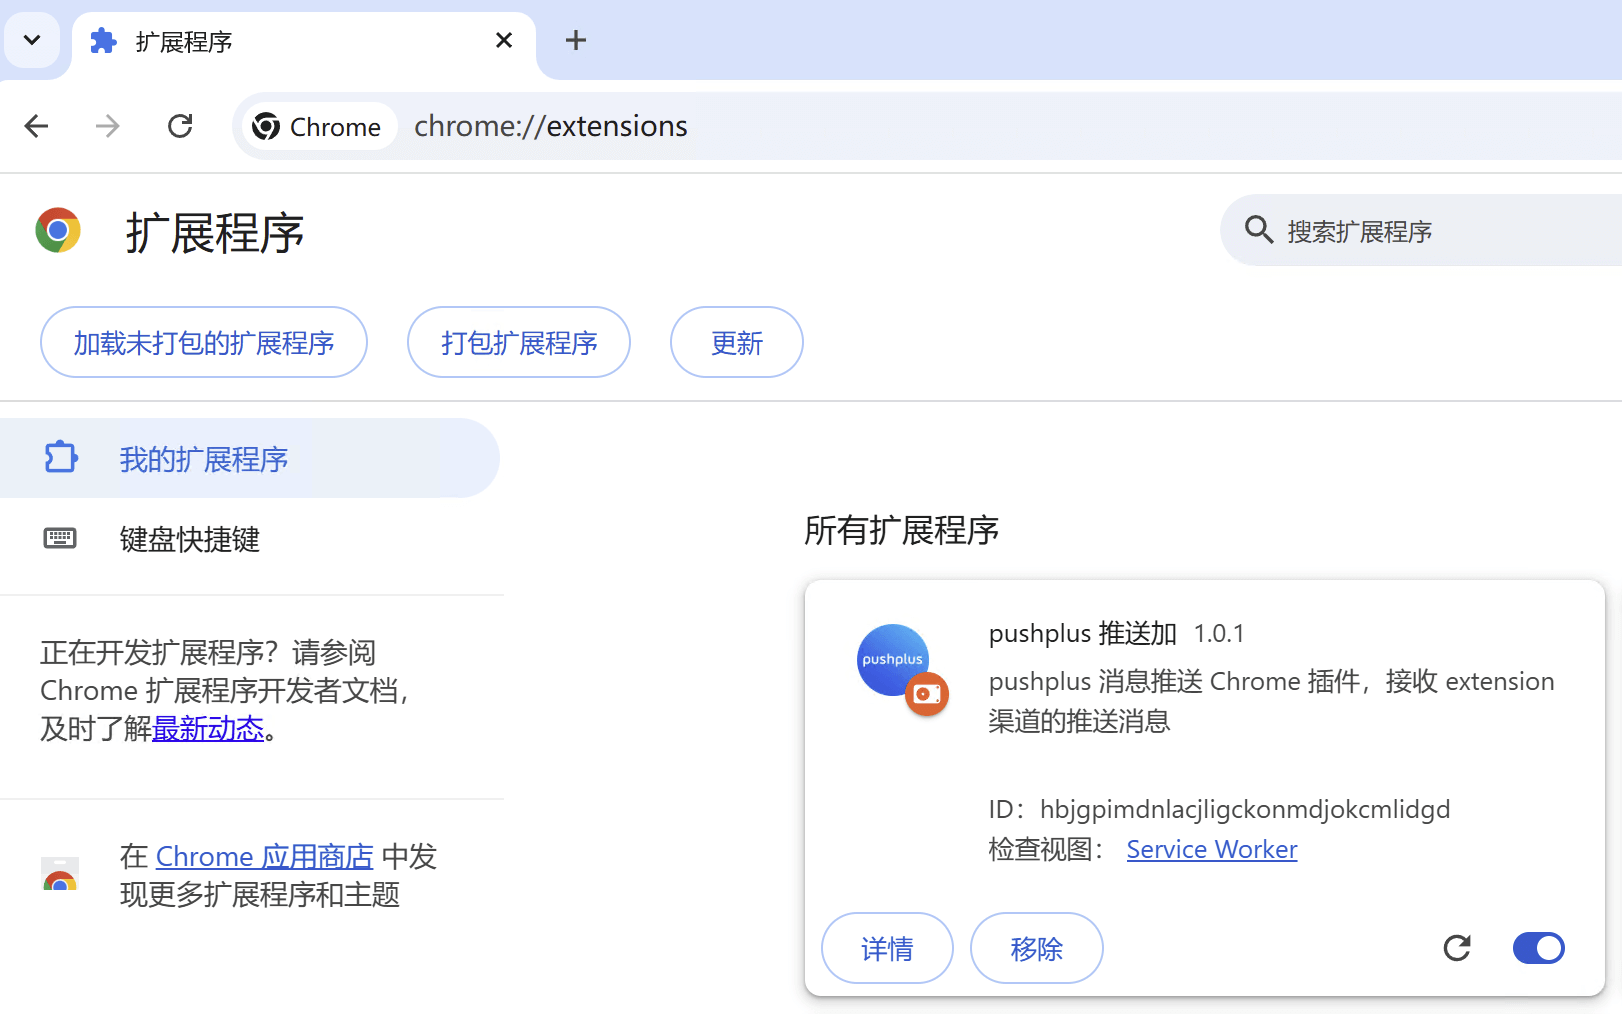 扩展程序
Chrome
chrome://extensions
扩展程序
搜索扩展程序
加载未打包的扩展程序
打包扩展程序
更新
我的扩展程序
键盘快捷键
正在开发扩展程序？请参阅
Chrome 扩展程序开发者文档，
及时了解最新动态。
在 Chrome 应用商店 中发
现更多扩展程序和主题
所有扩展程序
pushplus
pushplus 推送加 1.0.1
pushplus 消息推送 Chrome 插件，接收 extension
渠道的推送消息
ID：hbjgpimdnlacjligckonmdjokcmlidgd
检查视图： Service Worker
详情
移除